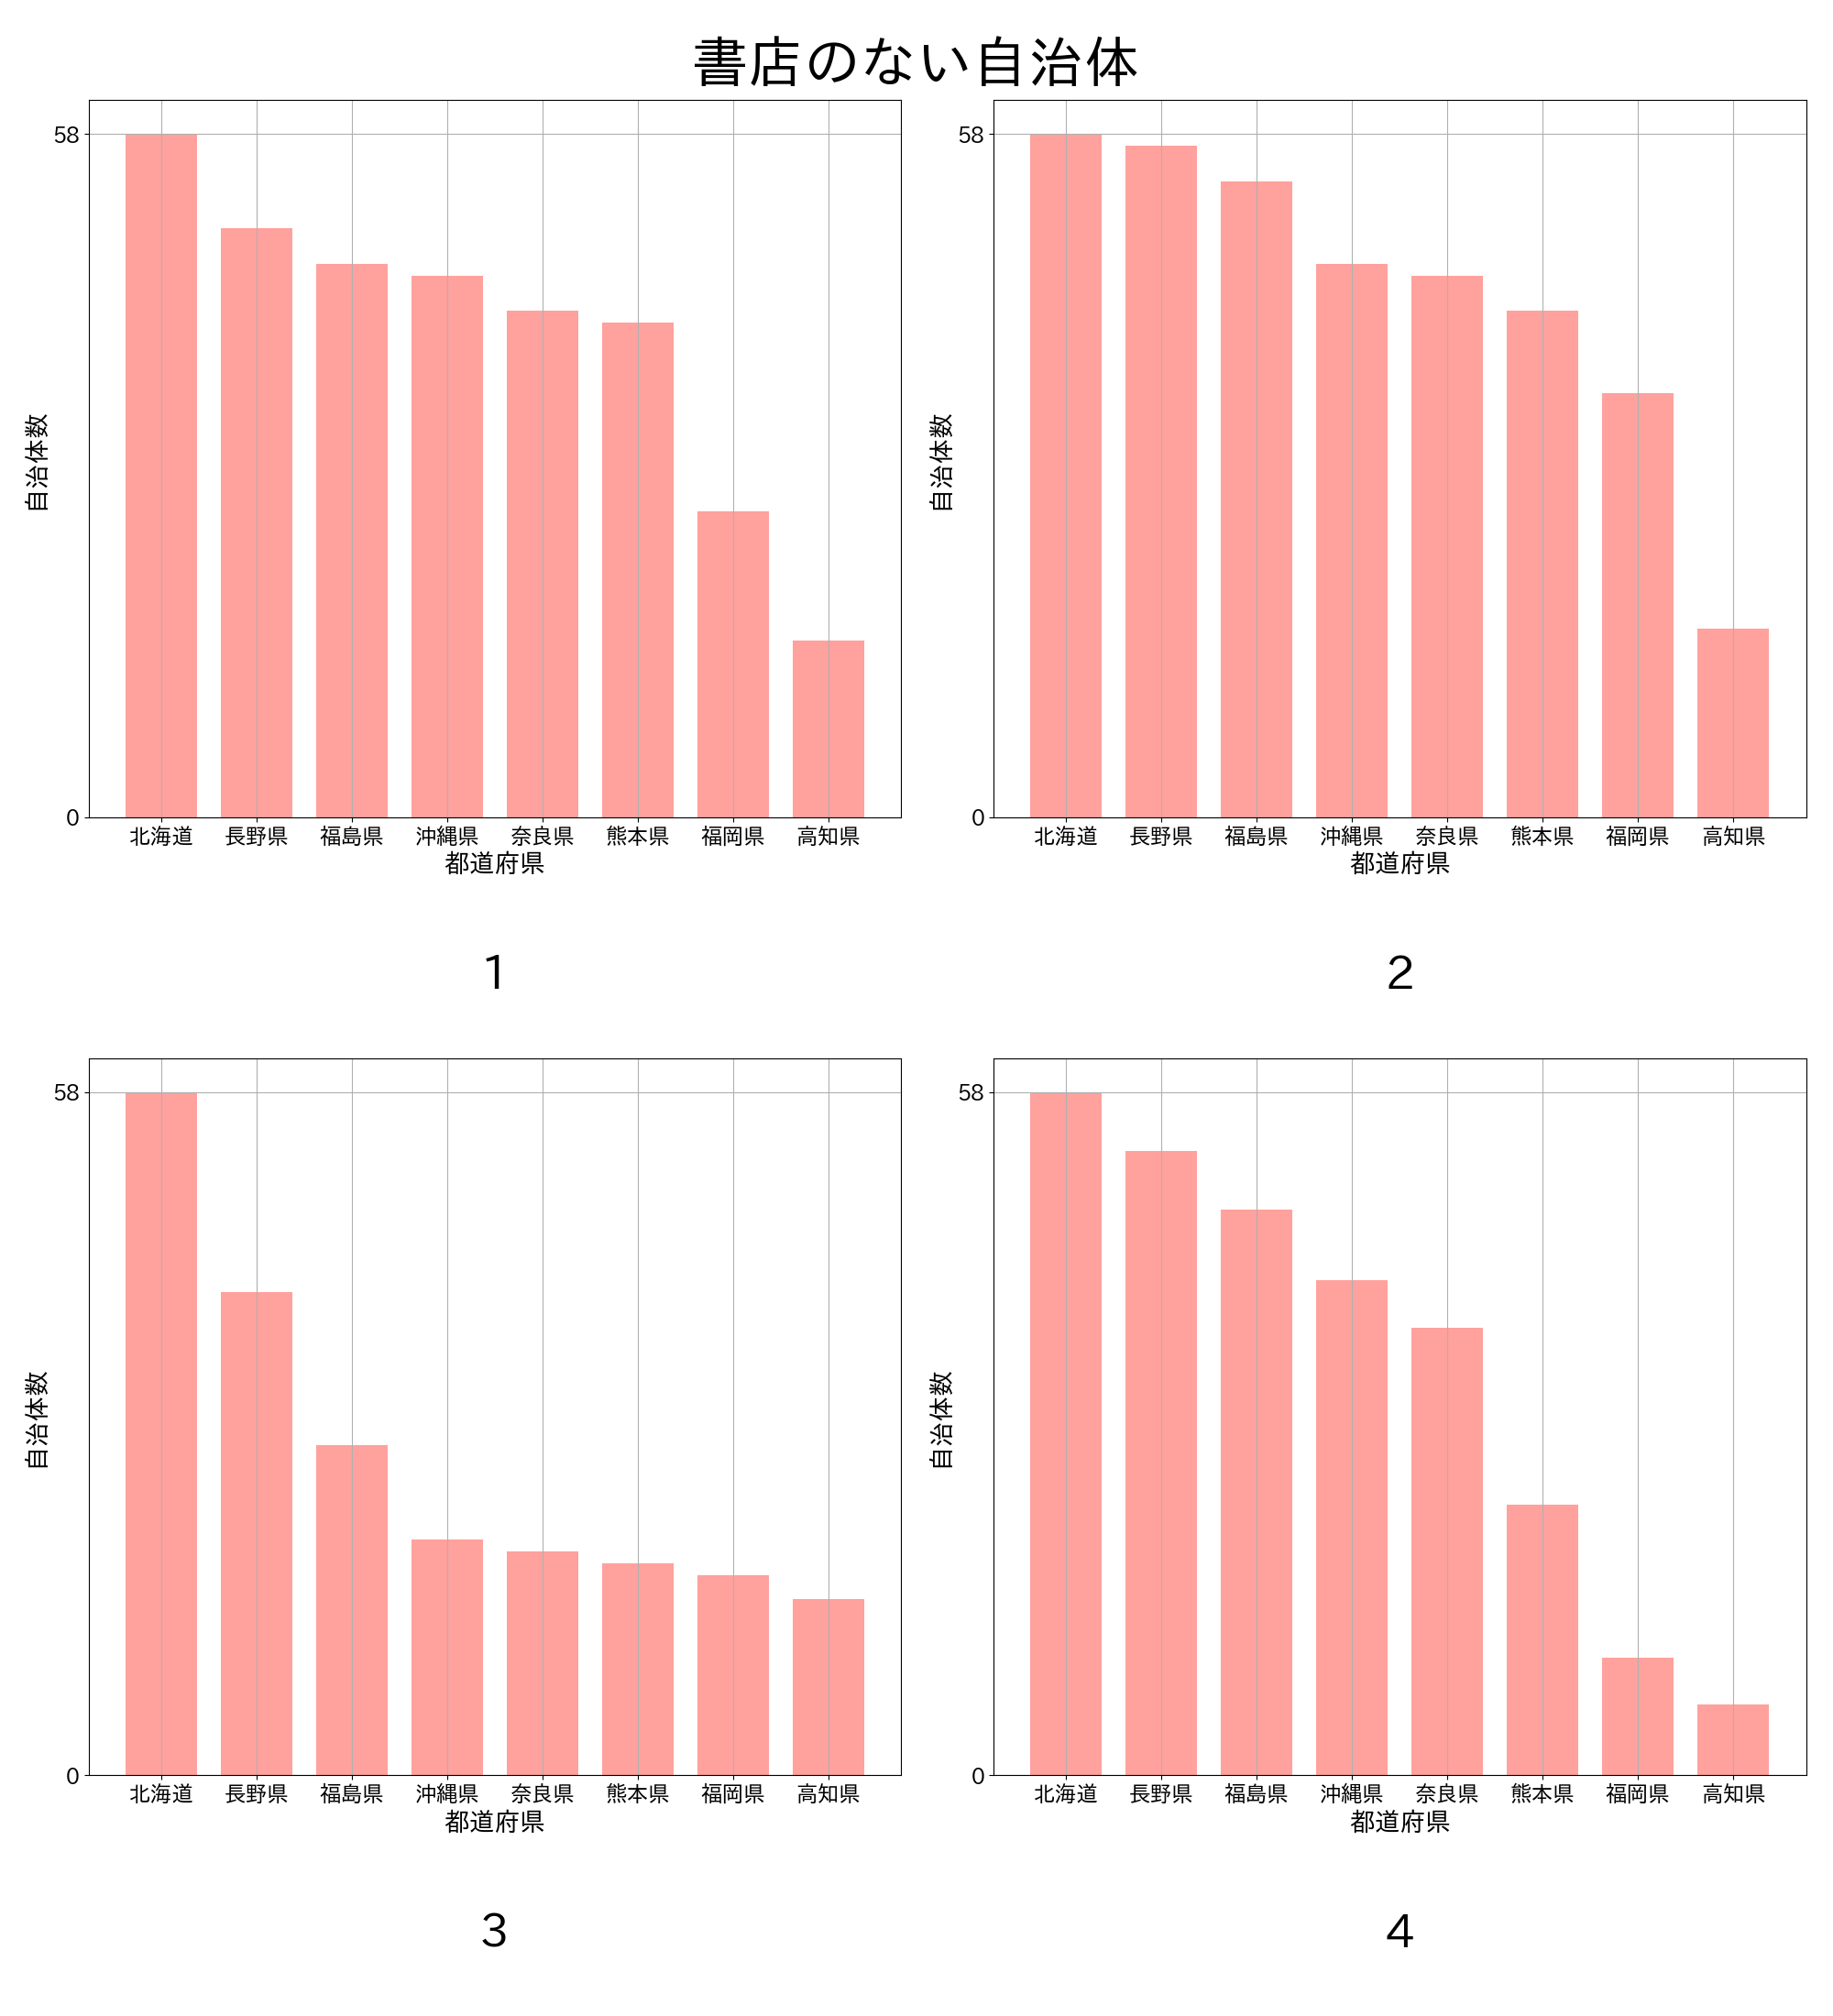 書店のない自治体
58
0
自治体数
北海道 長野県 福島県 沖縄県 奈良県 熊本県 福岡県 高知県
都道府県
1
58
0
自治体数
北海道 長野県 福島県 沖縄県 奈良県 熊本県 福岡県 高知県
都道府県
2
58
0
自治体数
北海道 長野県 福島県 沖縄県 奈良県 熊本県 福岡県 高知県
都道府県
3
58
0
自治体数
北海道 長野県 福島県 沖縄県 奈良県 熊本県 福岡県 高知県
都道府県
4